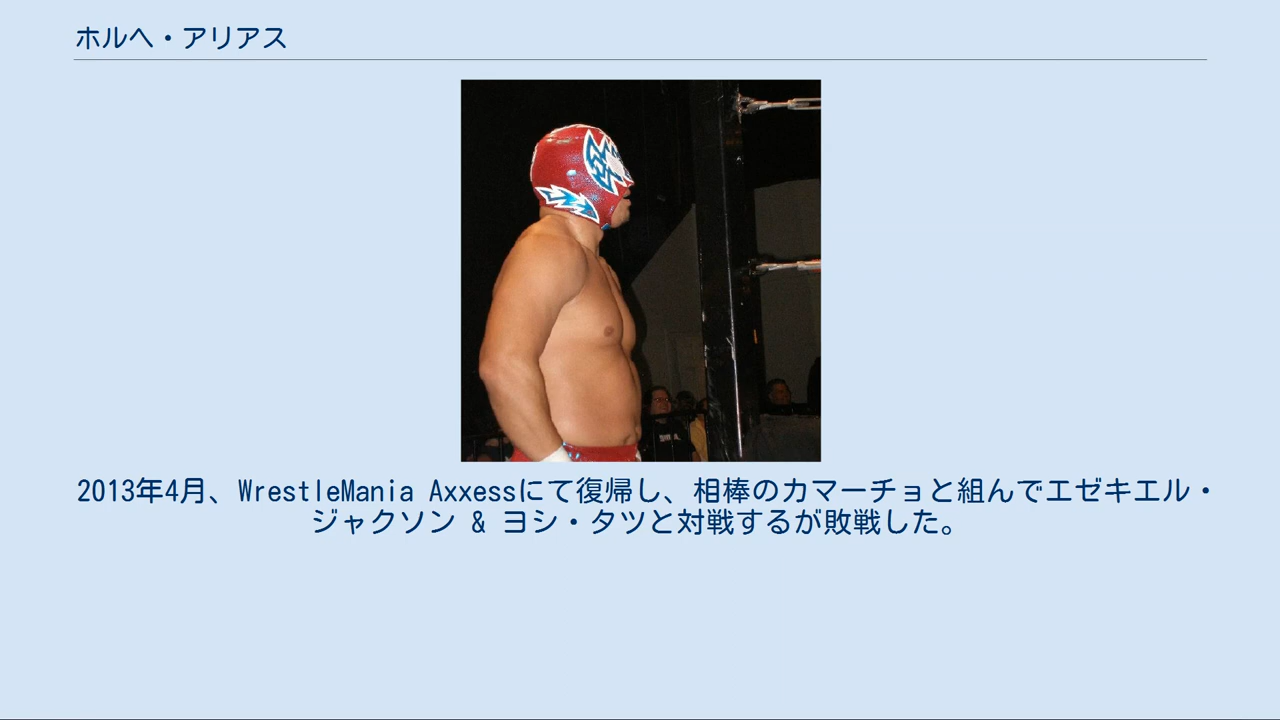 ホルヘ・アリアス
2013年4月、WrestleMania Axxessにて復帰し、相棒のカマーチョと組んでエゼキエル・
ジャクソン & ヨシ・タツと対戦するが敗戦した。